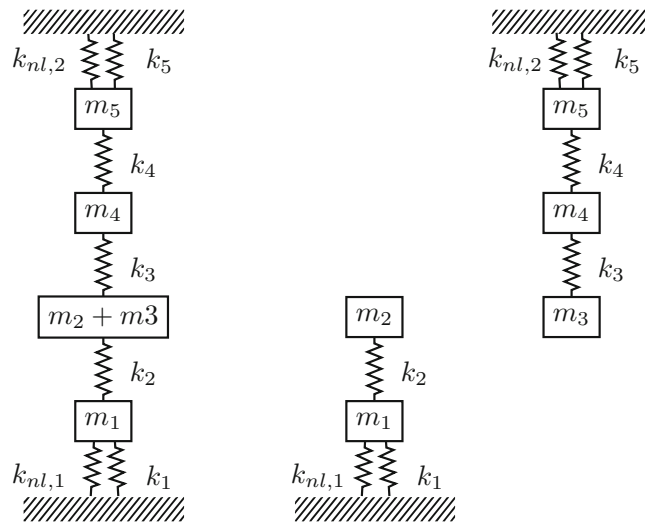 k_{nl,2} k_5
m_5
k_4
m_4
k_3
m_2 + m3
k_2
m_1
k_{nl,1} k_1
m_2
k_2
m_1
k_{nl,1} k_1
k_{nl,2} k_5
m_5
k_4
m_4
k_3
m_3